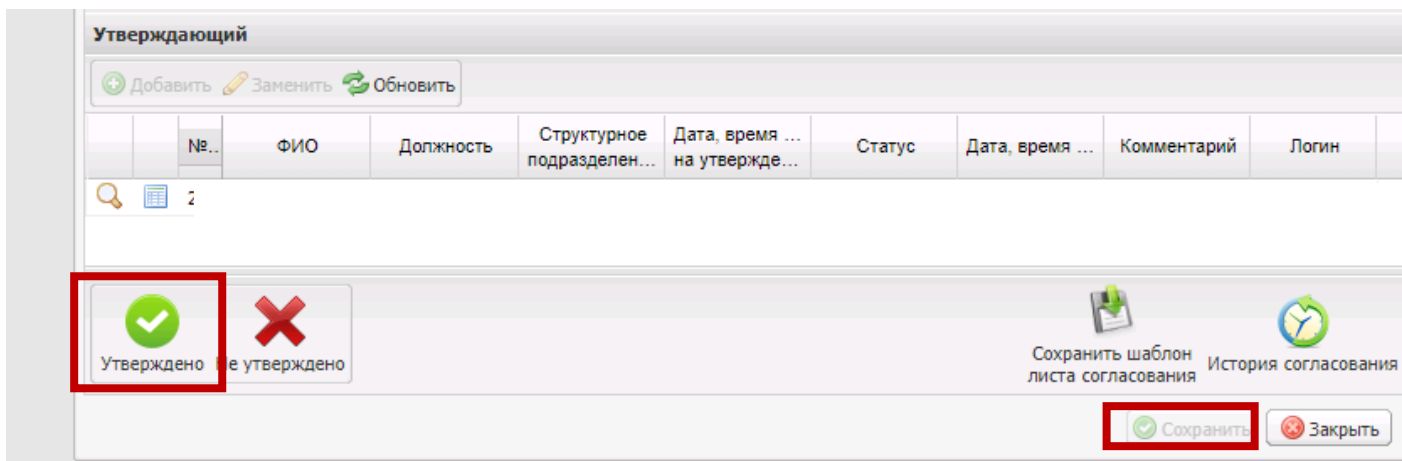 Утверждающий
Добавить Заменить Обновить
№.. ФИО Должность Структурное подразделен... Дата, время ... на утвержде... Статус Дата, время ... Комментарий Логин
2
Утверждено Не утверждено
Сохранить шаблон листа согласования История согласования
Сохранить Закрыть